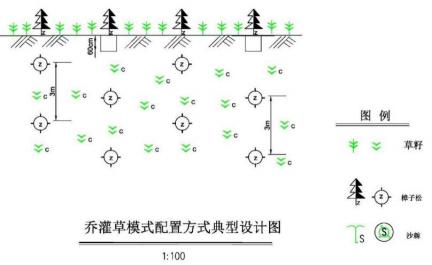 60cm
Z C C C
C C
Z 3m Z C Z Z
C C
Z C Z C C
Z 3m Z
C C C C
Z Z C
乔灌草模式配置方式典型设计图
1:100
图 例
草籽
Z Z 樟子松
S S 沙棘